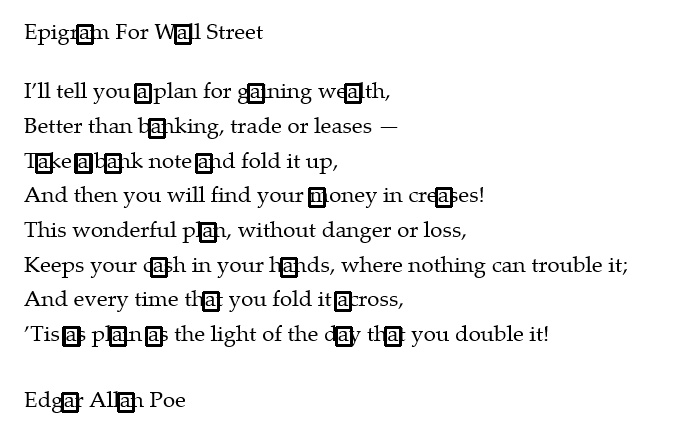 Epigram For Wall Street
I’ll tell you a plan for gaining wealth,
Better than banking, trade or leases —
Take a bank note and fold it up,
And then you will find your money in creases!
This wonderful plan, without danger or loss,
Keeps your cash in your hands, where nothing can trouble it;
And every time that you fold it across,
’Tis as plain as the light of the day that you double it!
Edgar Allan Poe